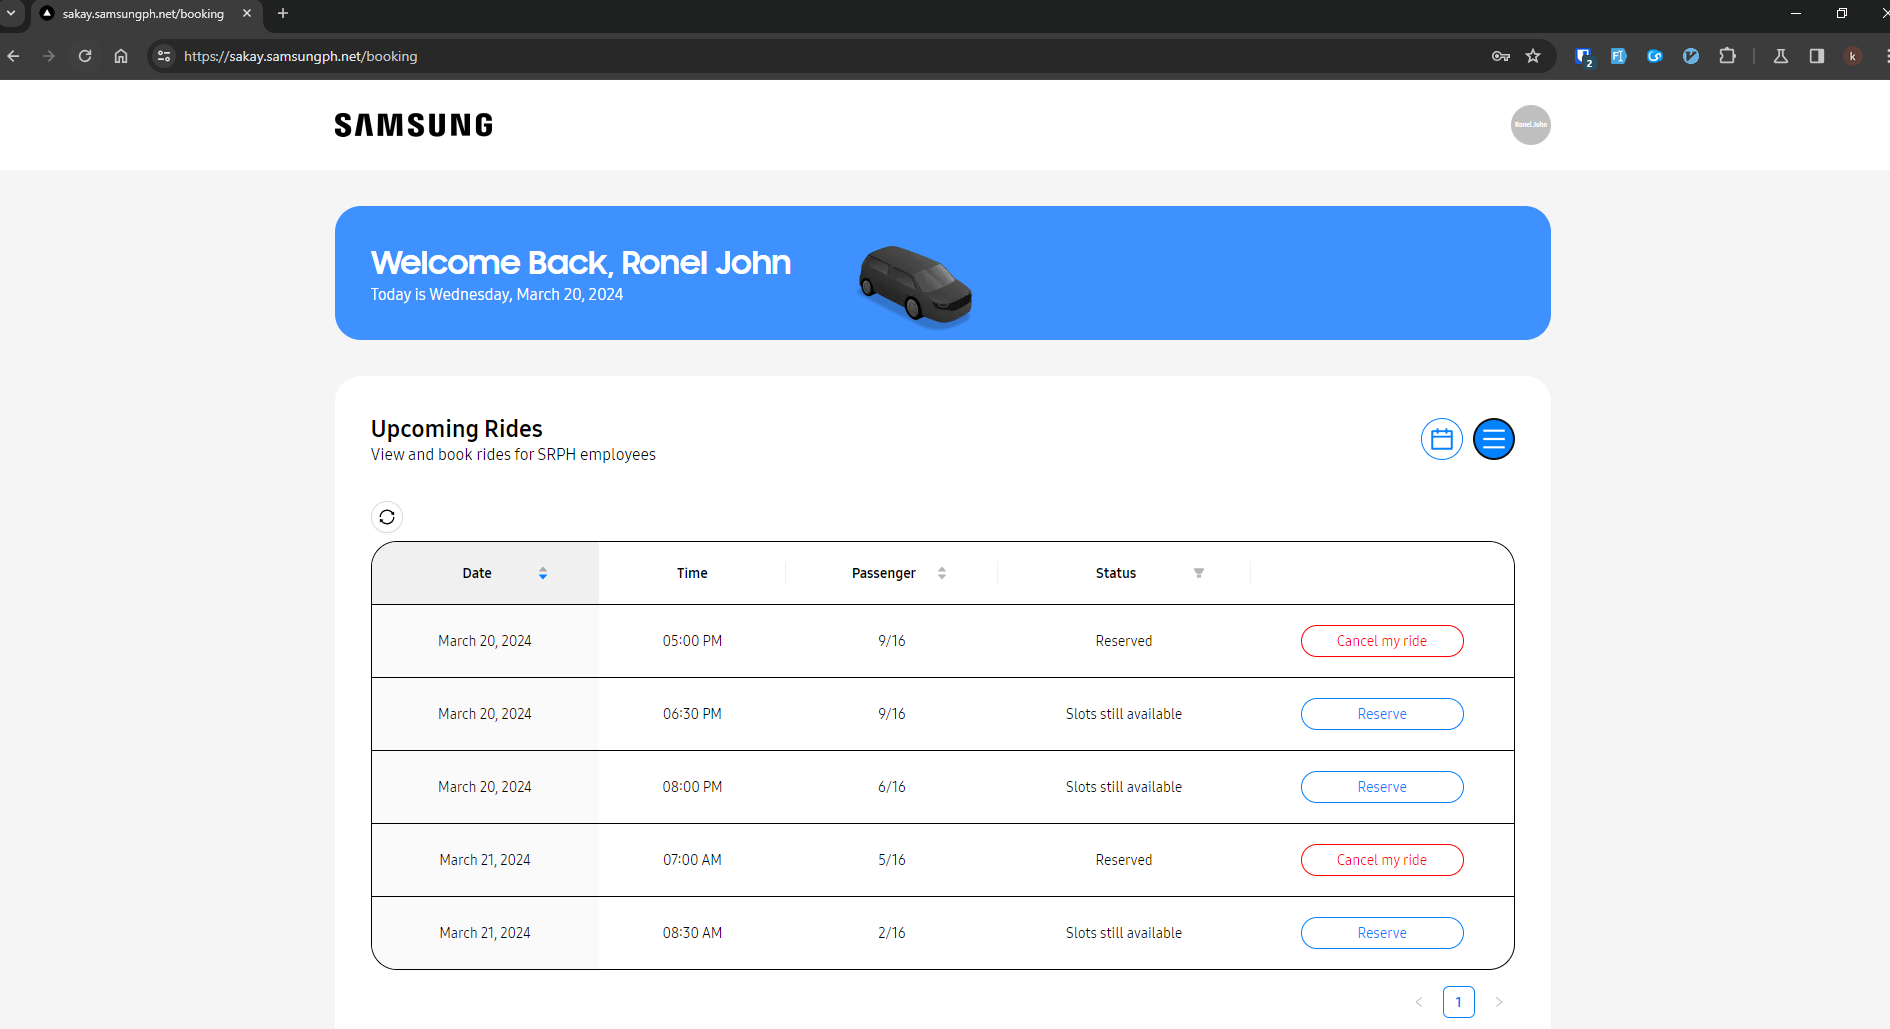 sakay.samsungph.net/booking
https://sakay.samsungph.net/booking
2
FI
k
SAMSUNG
Ronel John
Welcome Back, Ronel John
Today is Wednesday, March 20, 2024
Upcoming Rides
View and book rides for SRPH employees
Date Time Passenger Status
March 20, 2024 05:00 PM 9/16 Reserved Cancel my ride
March 20, 2024 06:30 PM 9/16 Slots still available Reserve
March 20, 2024 08:00 PM 6/16 Slots still available Reserve
March 21, 2024 07:00 AM 5/16 Reserved Cancel my ride
March 21, 2024 08:30 AM 2/16 Slots still available Reserve
< 1 >